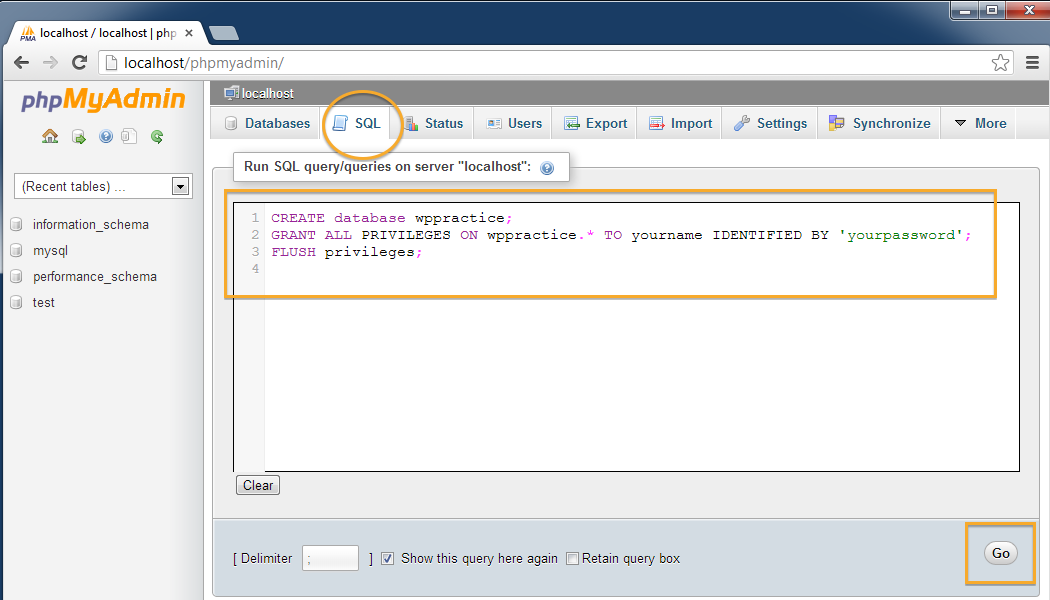 localhost / localhost | php
localhost/phpmyadmin/
phpMyAdmin
(Recent tables) ...
information_schema
mysql
performance_schema
test
localhost
Databases SQL Status Users Export Import Settings Synchronize More
Run SQL query/queries on server "localhost":
1 CREATE database wppractice;
2 GRANT ALL PRIVILEGES ON wppractice.* TO yourname IDENTIFIED BY 'yourpassword';
3 FLUSH privileges;
4
Clear
[ Delimiter ; ] Show this query here again Retain query box
Go